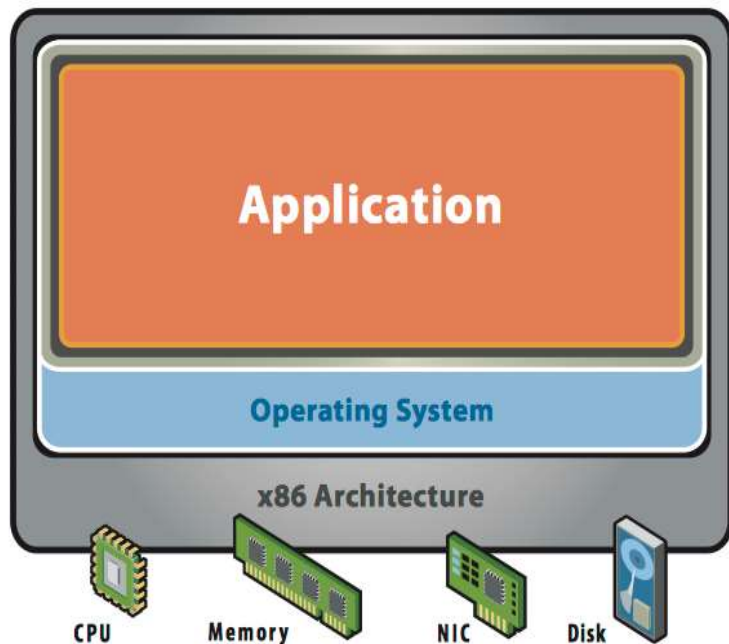 Application
Operating System
x86 Architecture
CPU
Memory
NIC
Disk